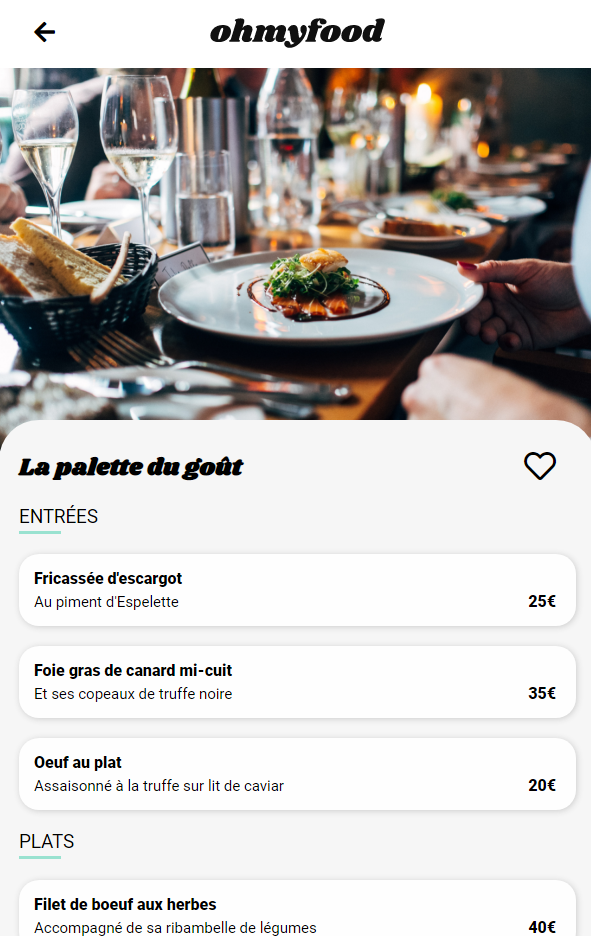 ohmyfood
La palette du goût
ENTRÉES
Fricassée d'escargot
Au piment d'Espelette
25€
Foie gras de canard mi-cuit
Et ses copeaux de truffe noire
35€
Oeuf au plat
Assaisonné à la truffe sur lit de caviar
20€
PLATS
Filet de boeuf aux herbes
Accompagné de sa ribambelle de légumes
40€